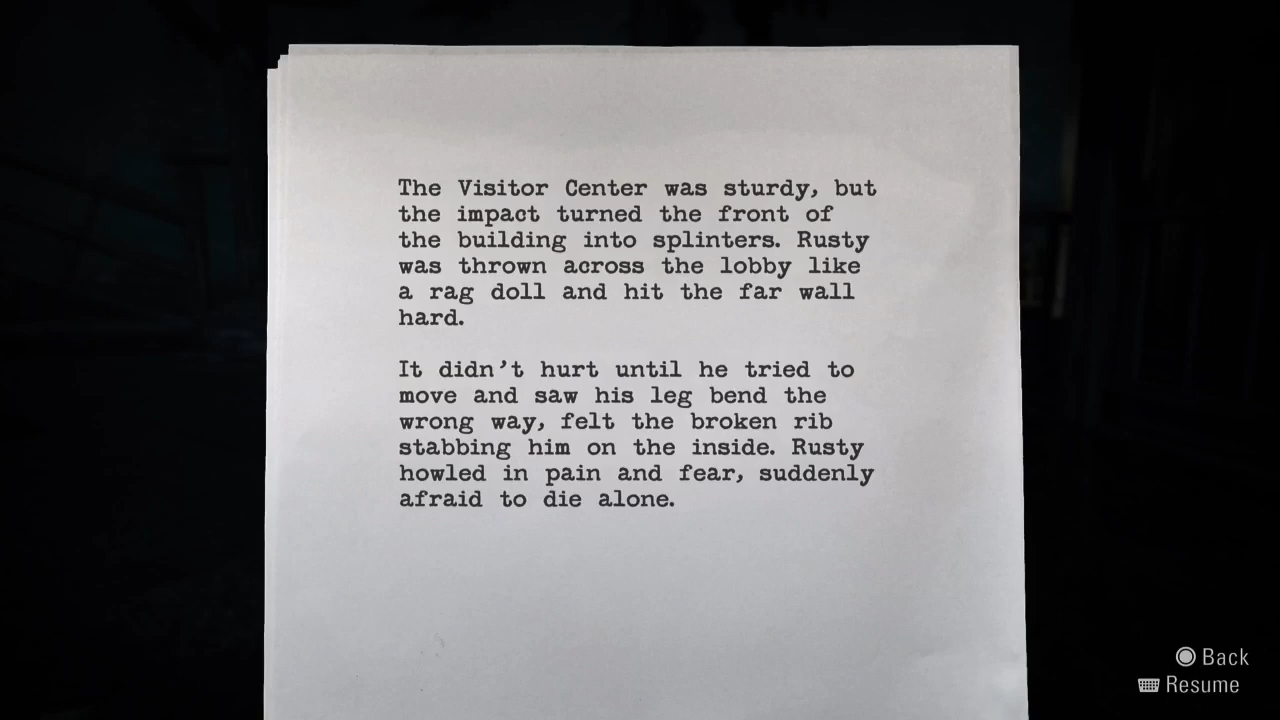 The Visitor Center was sturdy, but
the impact turned the front of
the building into splinters. Rusty
was thrown across the lobby like
a rag doll and hit the far wall
hard.
It didn't hurt until he tried to
move and saw his leg bend the
wrong way, felt the broken rib
stabbing him on the inside. Rusty
howled in pain and fear, suddenly
afraid to die alone.
Back
Resume